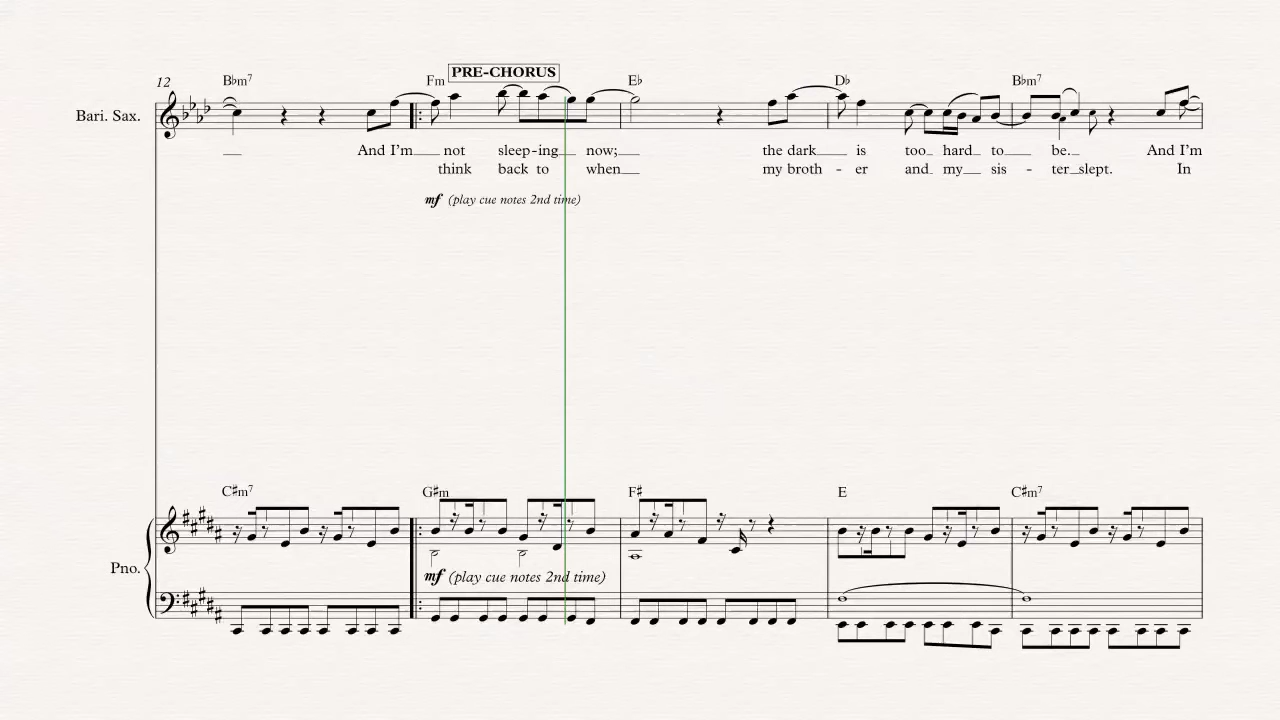 12 B♭m7 Fm PRE-CHORUS E♭ D♭ B♭m7
Bari. Sax.
And I'm not sleep-ing now; the dark is too hard to be. And I'm
think back to when my broth - er and my sis - ter slept. In
mf (play cue notes 2nd time)
C♯m7 G♯m F♯ E C♯m7
Pno.
mf (play cue notes 2nd time)